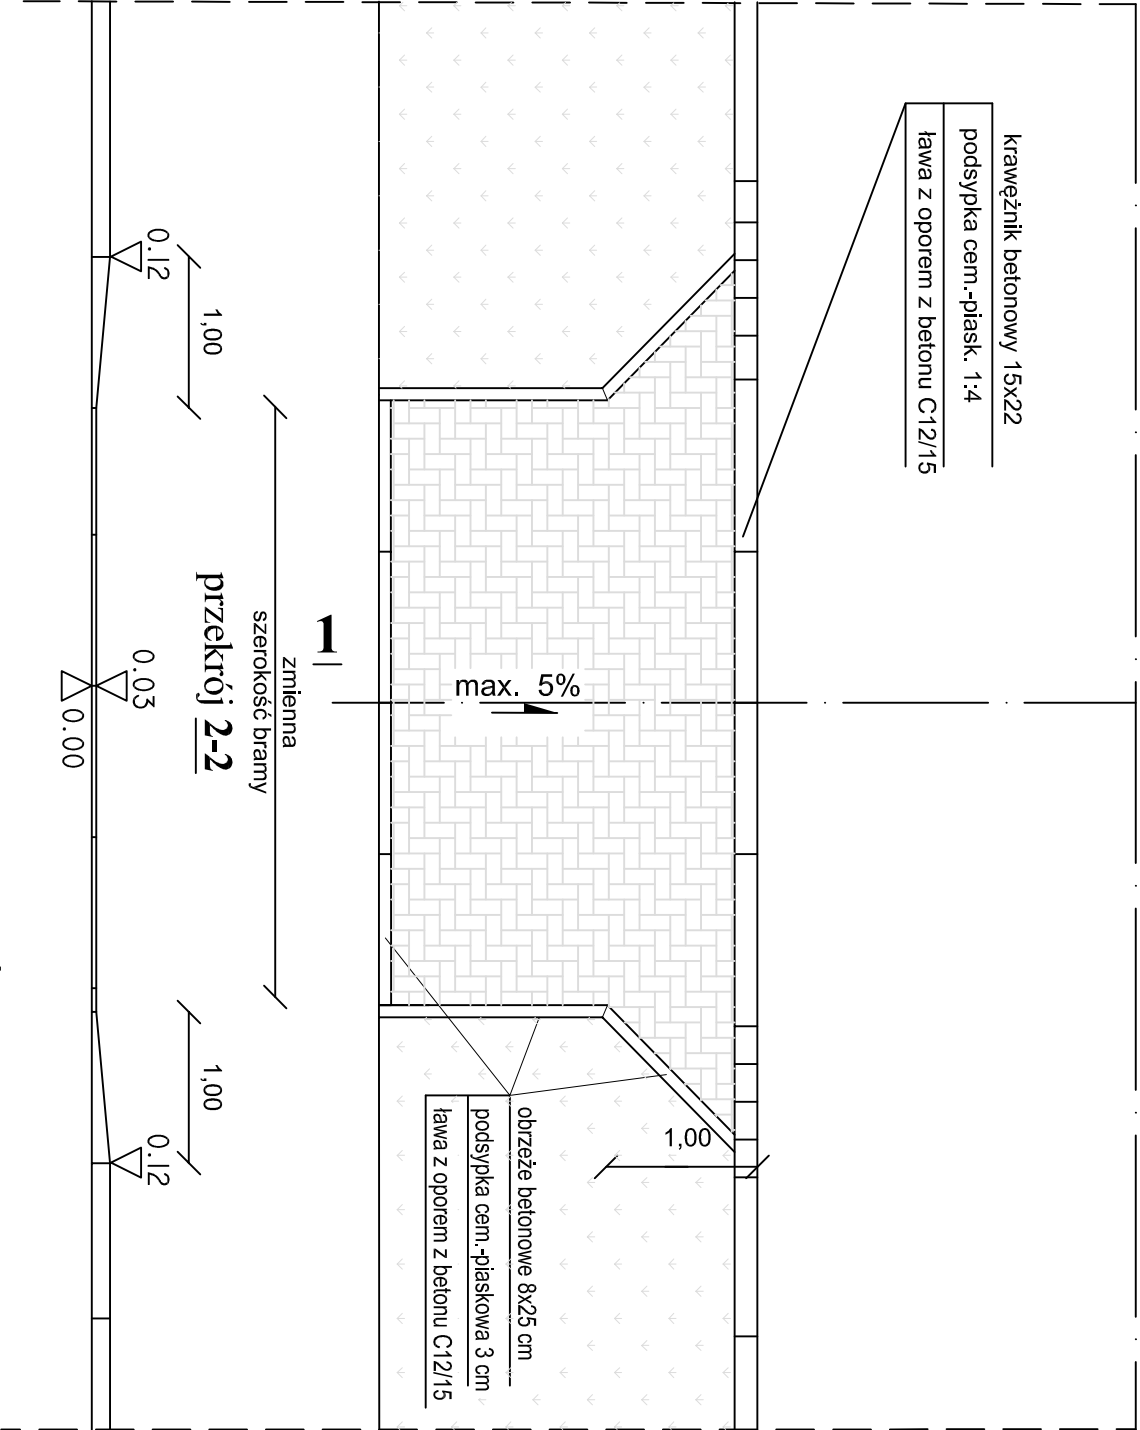 krawężnik betonowy 15x22
podsypka cem.-piask. 1:4
ława z oporem z betonu C12/15
max. 5%
1
zmienna
szerokość bramy
przekrój 2-2
1,00
1,00
1,00
0.12
0.03
0.00
0.12
obrzeże betonowe 8x25 cm
podsypka cem.-piaskowa 3 cm
ława z oporem z betonu C12/15